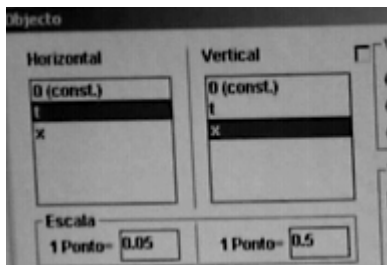 Objecto
Horizontal
Vertical
0 (const.)
t
x
0 (const.)
t
x
Escala
1 Ponto= 0.05
1 Ponto= 0.5